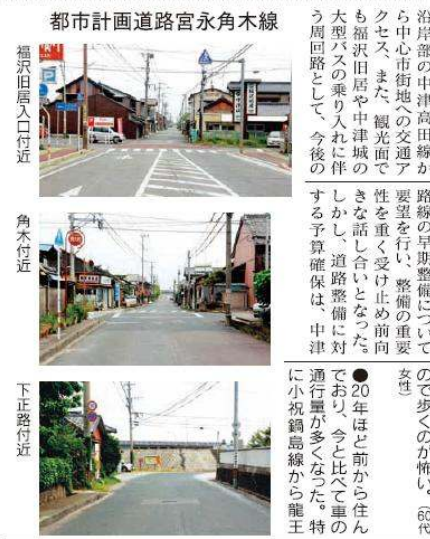 都市計画道路宮永角木線
沿岸部の中津高田線か
ら中心市街地への交通ア
クセス、また、観光面で
も福沢旧居や中津城の
大型バスの乗り入れに伴
う周回路として、今後の
路線の早期整備について
要望を行い、整備の重要
性を重く受け止め前向
きな話し合いとなった。
しかし、道路整備に対
する予算確保は、中津
ので歩くのが怖い。(60代
女性)
●20年ほど前から住ん
でおり、今と比べて車の
通行量が多くなった。特
に小祝鍋島線から龍王
福沢旧居入口付近
角木付近
下正路付近